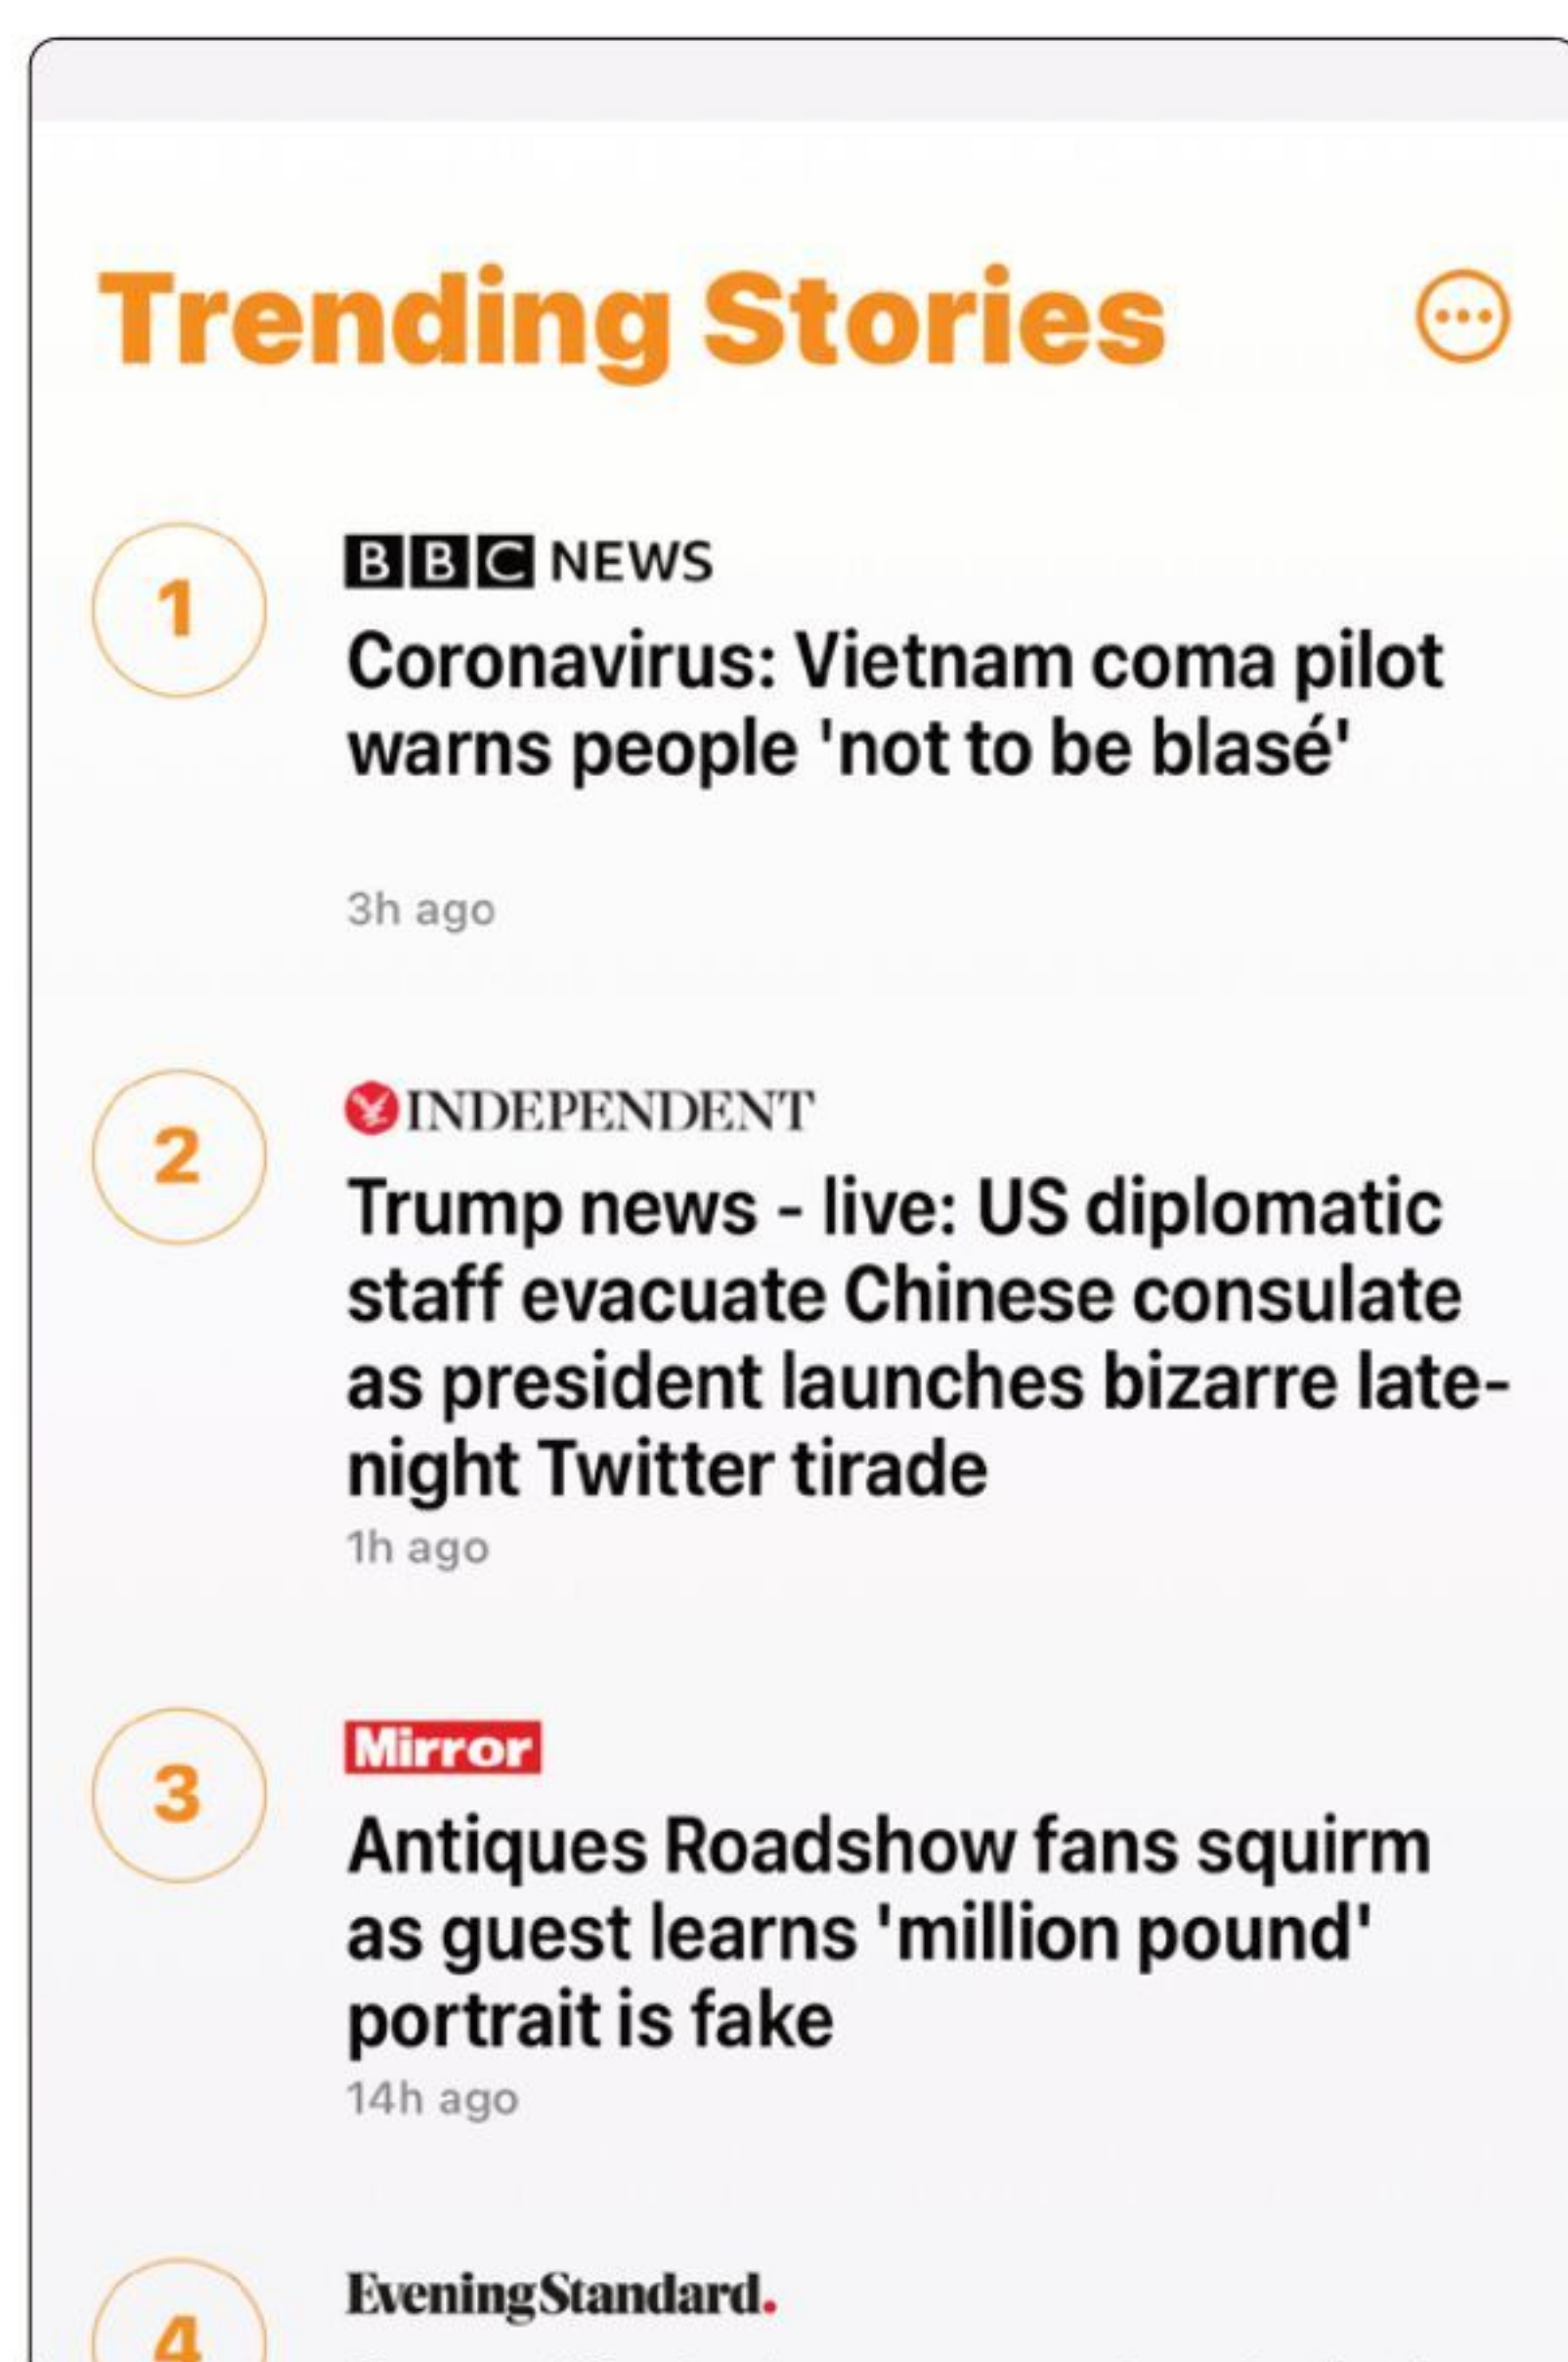 Trending Stories
1
BBC NEWS
Coronavirus: Vietnam coma pilot
warns people 'not to be blasé'
3h ago
2
INDEPENDENT
Trump news - live: US diplomatic
staff evacuate Chinese consulate
as president launches bizarre late-
night Twitter tirade
1h ago
3
Mirror
Antiques Roadshow fans squirm
as guest learns 'million pound'
portrait is fake
14h ago
4
EveningStandard.